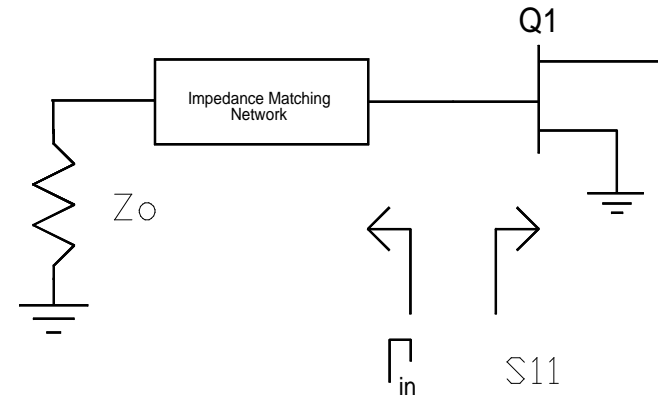 Q1
Impedance Matching
Network
Zo
Γin
S11